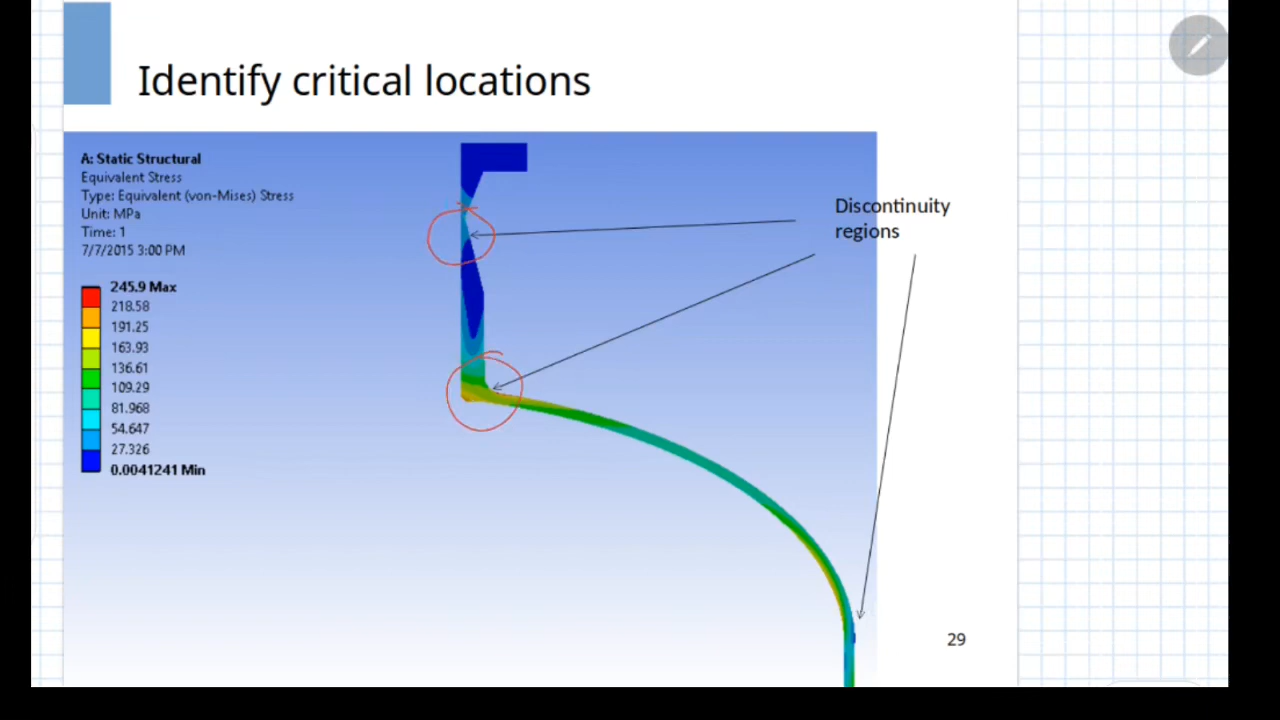 Identify critical locations
A: Static Structural
Equivalent Stress
Type: Equivalent (von-Mises) Stress
Unit: MPa
Time: 1
7/7/2015 3:00 PM
245.9 Max
218.58
191.25
163.93
136.61
109.29
81.968
54.647
27.326
0.0041241 Min
Discontinuity
regions
29